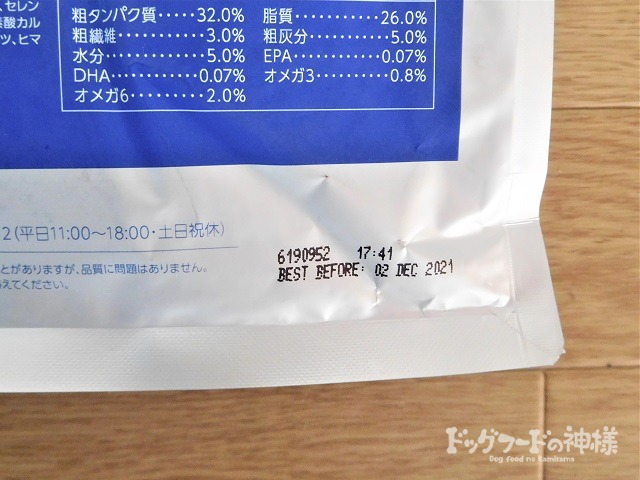 、セレン
酸カル
ツ、ヒマ
粗タンパク質‥‥‥32.0%
脂質‥‥‥‥‥26.0%
粗繊維‥‥‥‥‥3.0%
粗灰分‥‥‥‥‥5.0%
水分‥‥‥‥‥‥5.0%
EPA‥‥‥‥‥0.07%
DHA‥‥‥‥‥0.07%
オメガ3‥‥‥‥0.8%
オメガ6‥‥‥‥2.0%
2(平日11:00〜18:00・土日祝休)
とがありますが、品質に問題はありません。
えてください。
6190952 17:41
BEST BEFORE: 02 DEC 2021
ドッグフードの神様
Dog food no Kamisama